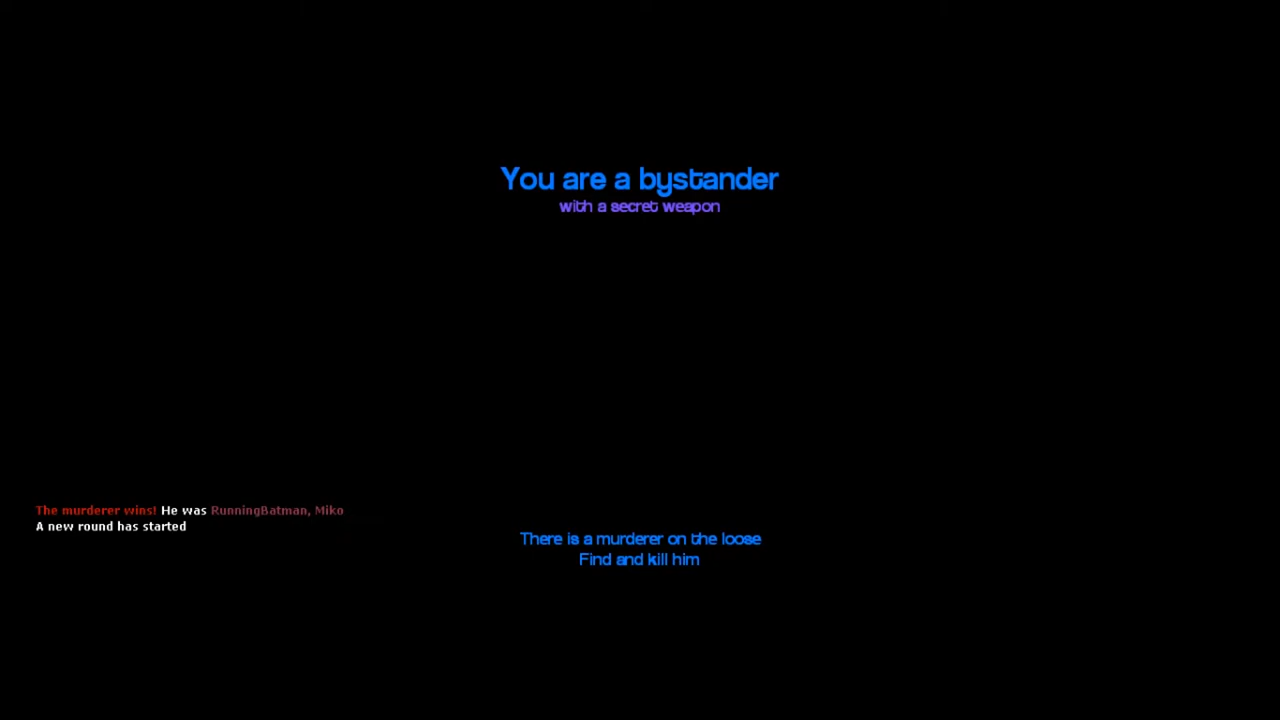 You are a bystander
with a secret weapon
The murderer wins! He was RunningBatman, Miko
A new round has started
There is a murderer on the loose
Find and kill him